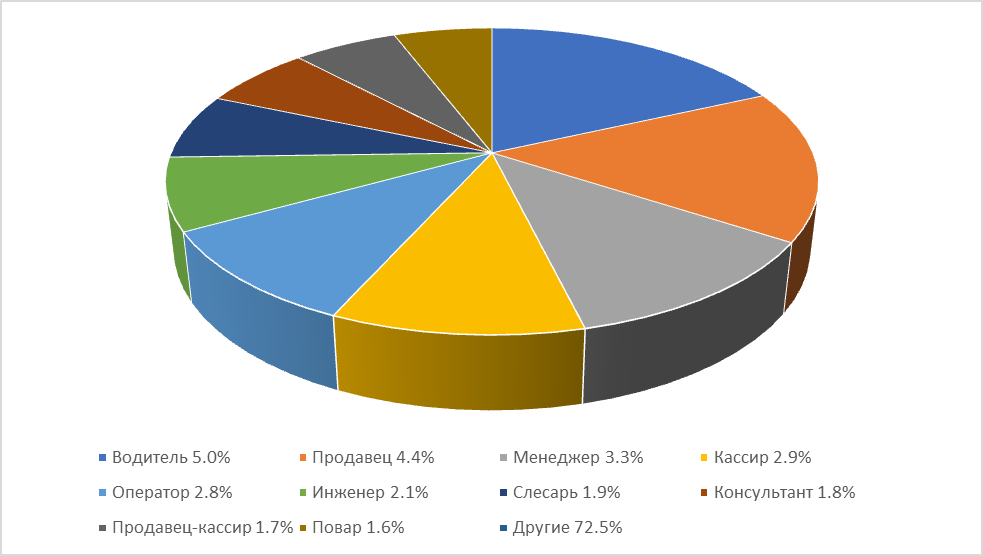 Водитель 5.0% Продавец 4.4% Менеджер 3.3% Кассир 2.9%
Оператор 2.8% Инженер 2.1% Слесарь 1.9% Консультант 1.8%
Продавец-кассир 1.7% Повар 1.6% Другие 72.5%